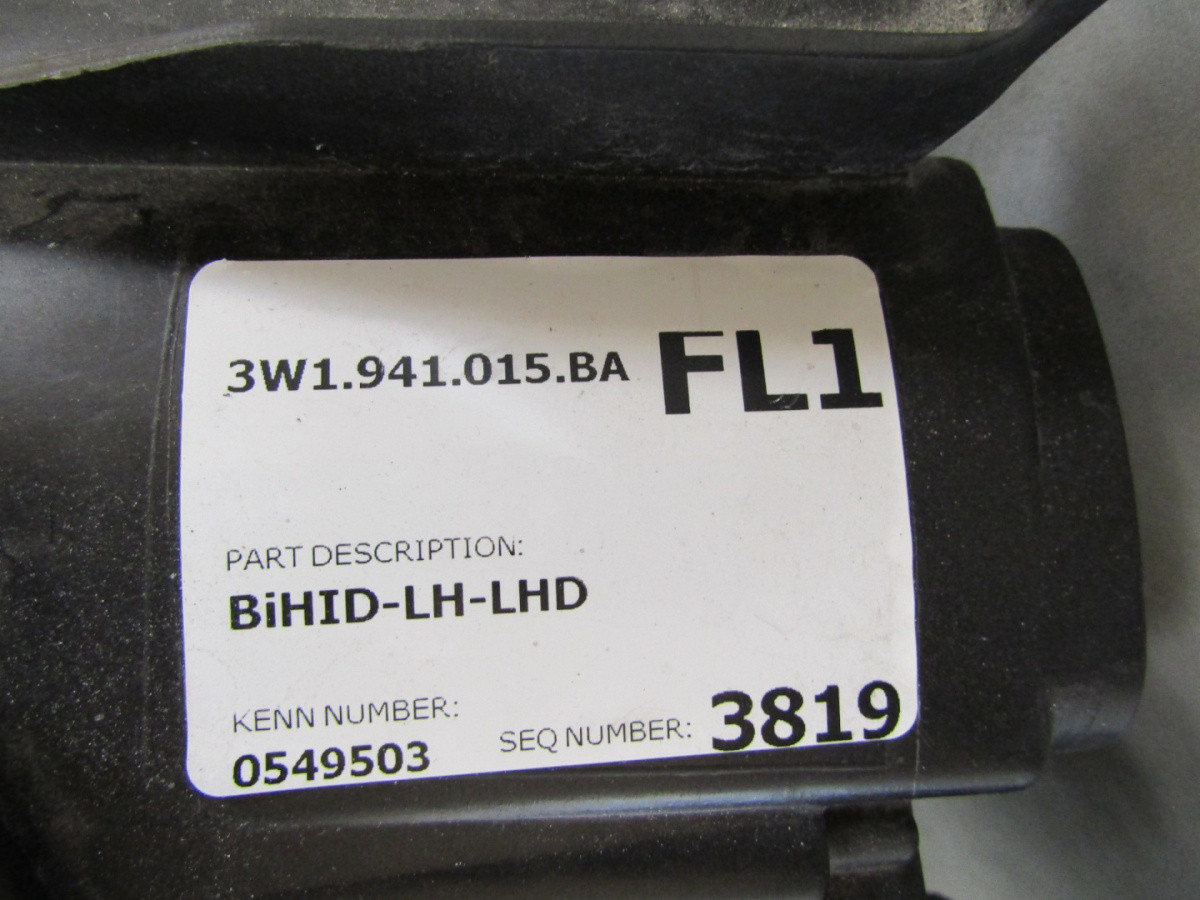 3W1.941.015.BA FL1
PART DESCRIPTION:
BiHID-LH-LHD
KENN NUMBER:
0549503
SEQ NUMBER: 3819